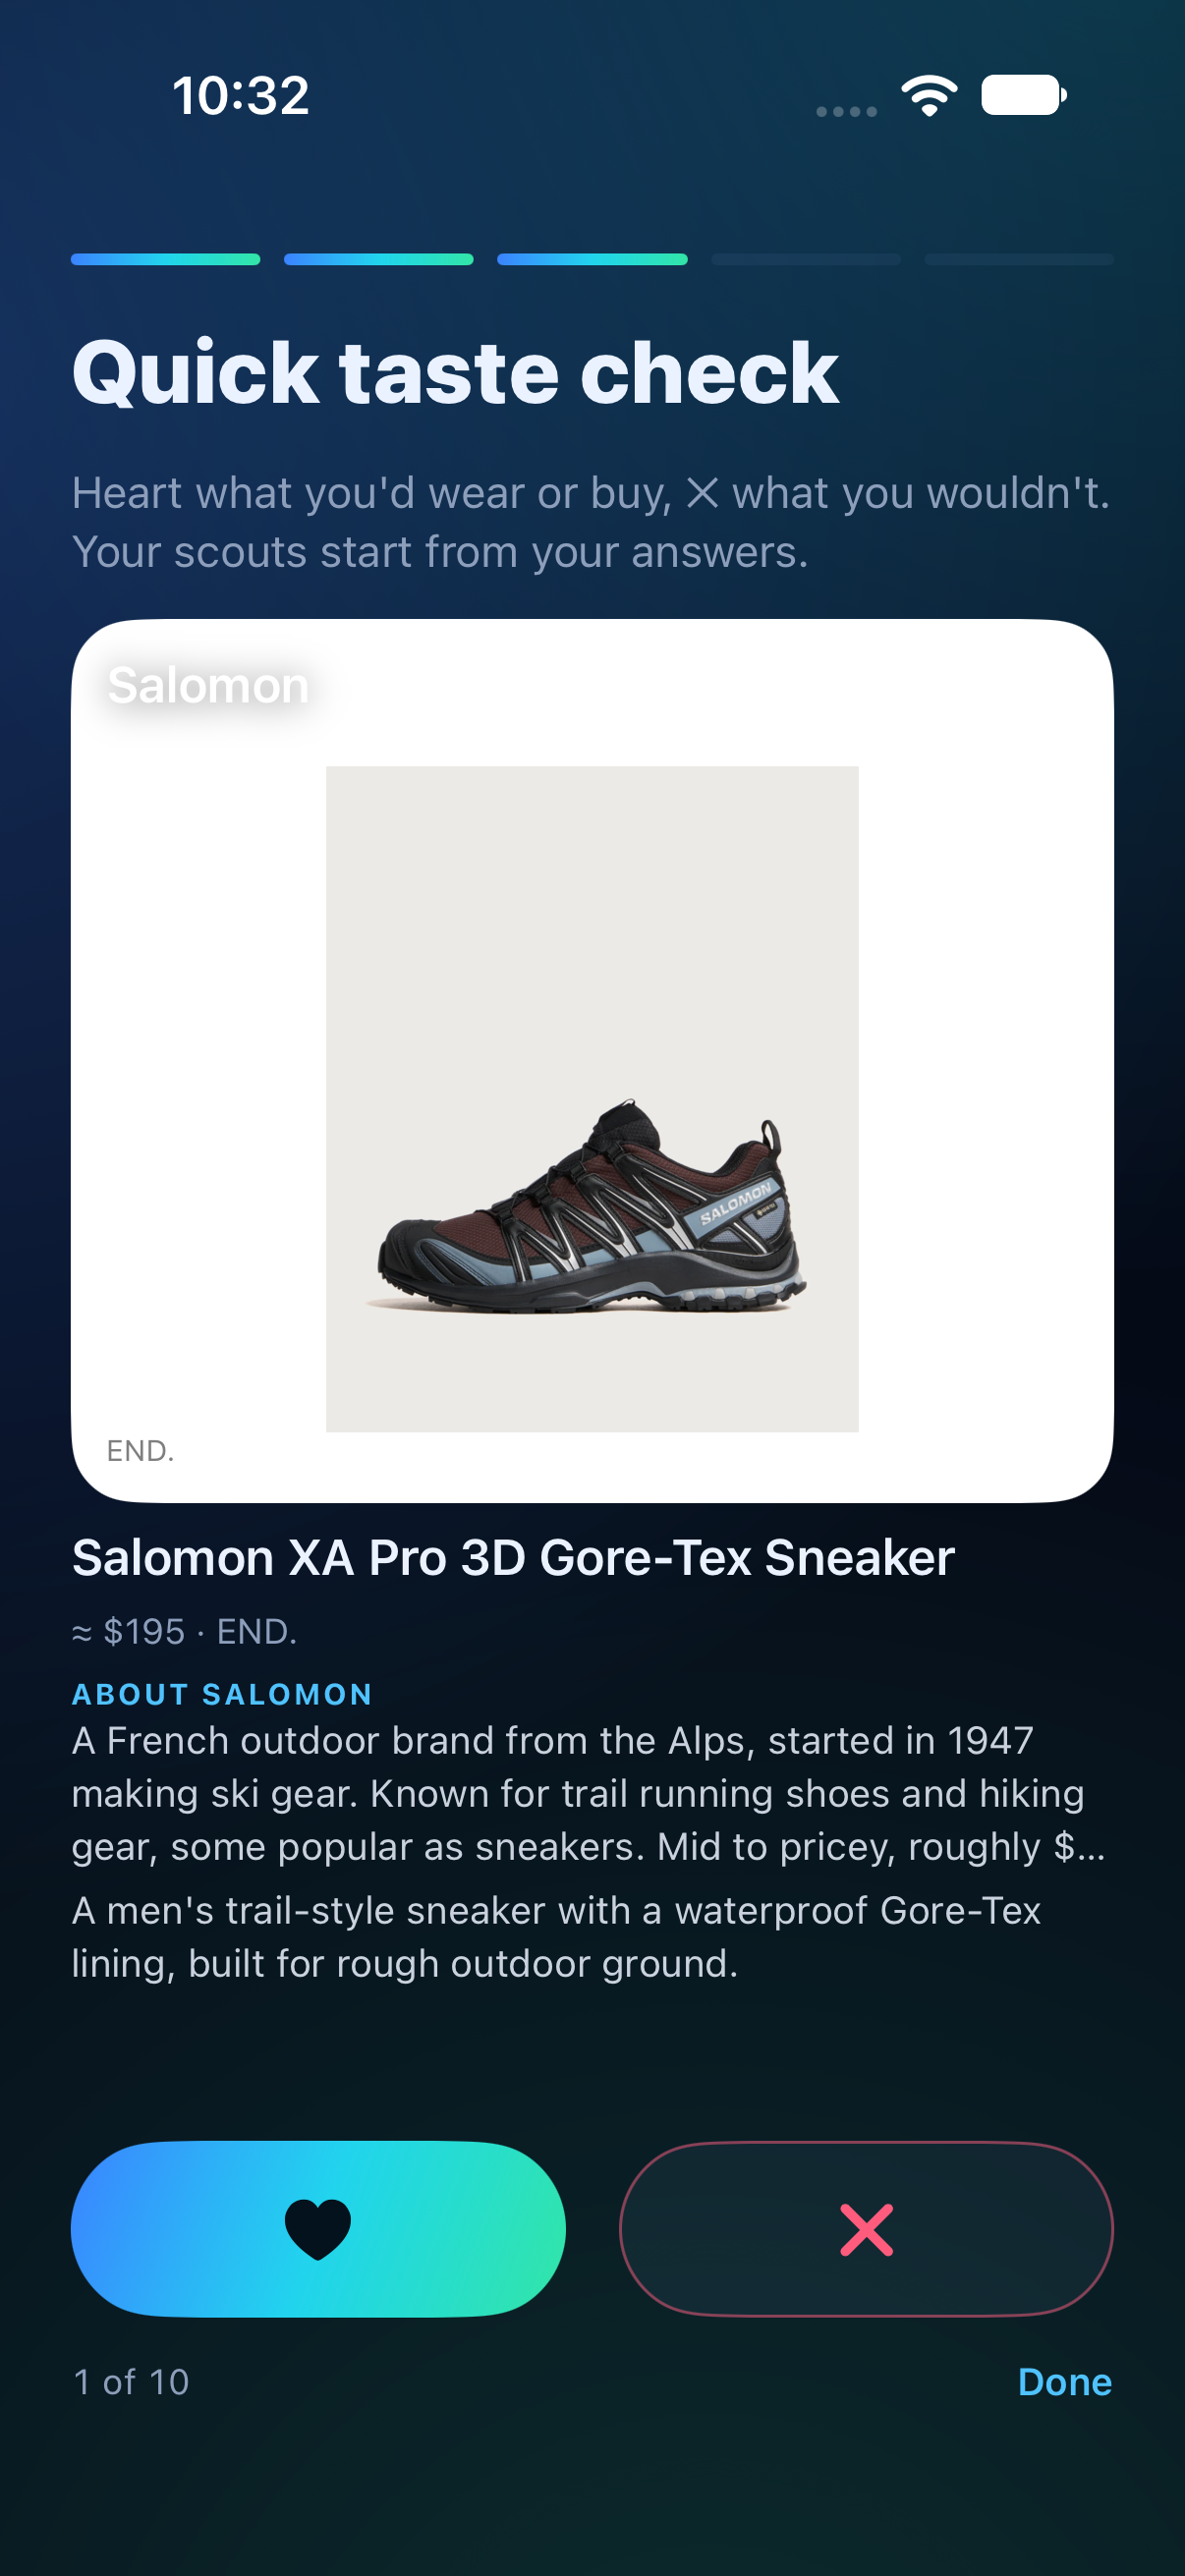 10:32
Quick taste check
Heart what you'd wear or buy, × what you wouldn't.
Your scouts start from your answers.
Salomon
SALOMON
END.
Salomon XA Pro 3D Gore-Tex Sneaker
≈ $195 · END.
ABOUT SALOMON
A French outdoor brand from the Alps, started in 1947
making ski gear. Known for trail running shoes and hiking
gear, some popular as sneakers. Mid to pricey, roughly $...
A men's trail-style sneaker with a waterproof Gore-Tex
lining, built for rough outdoor ground.
1 of 10
Done